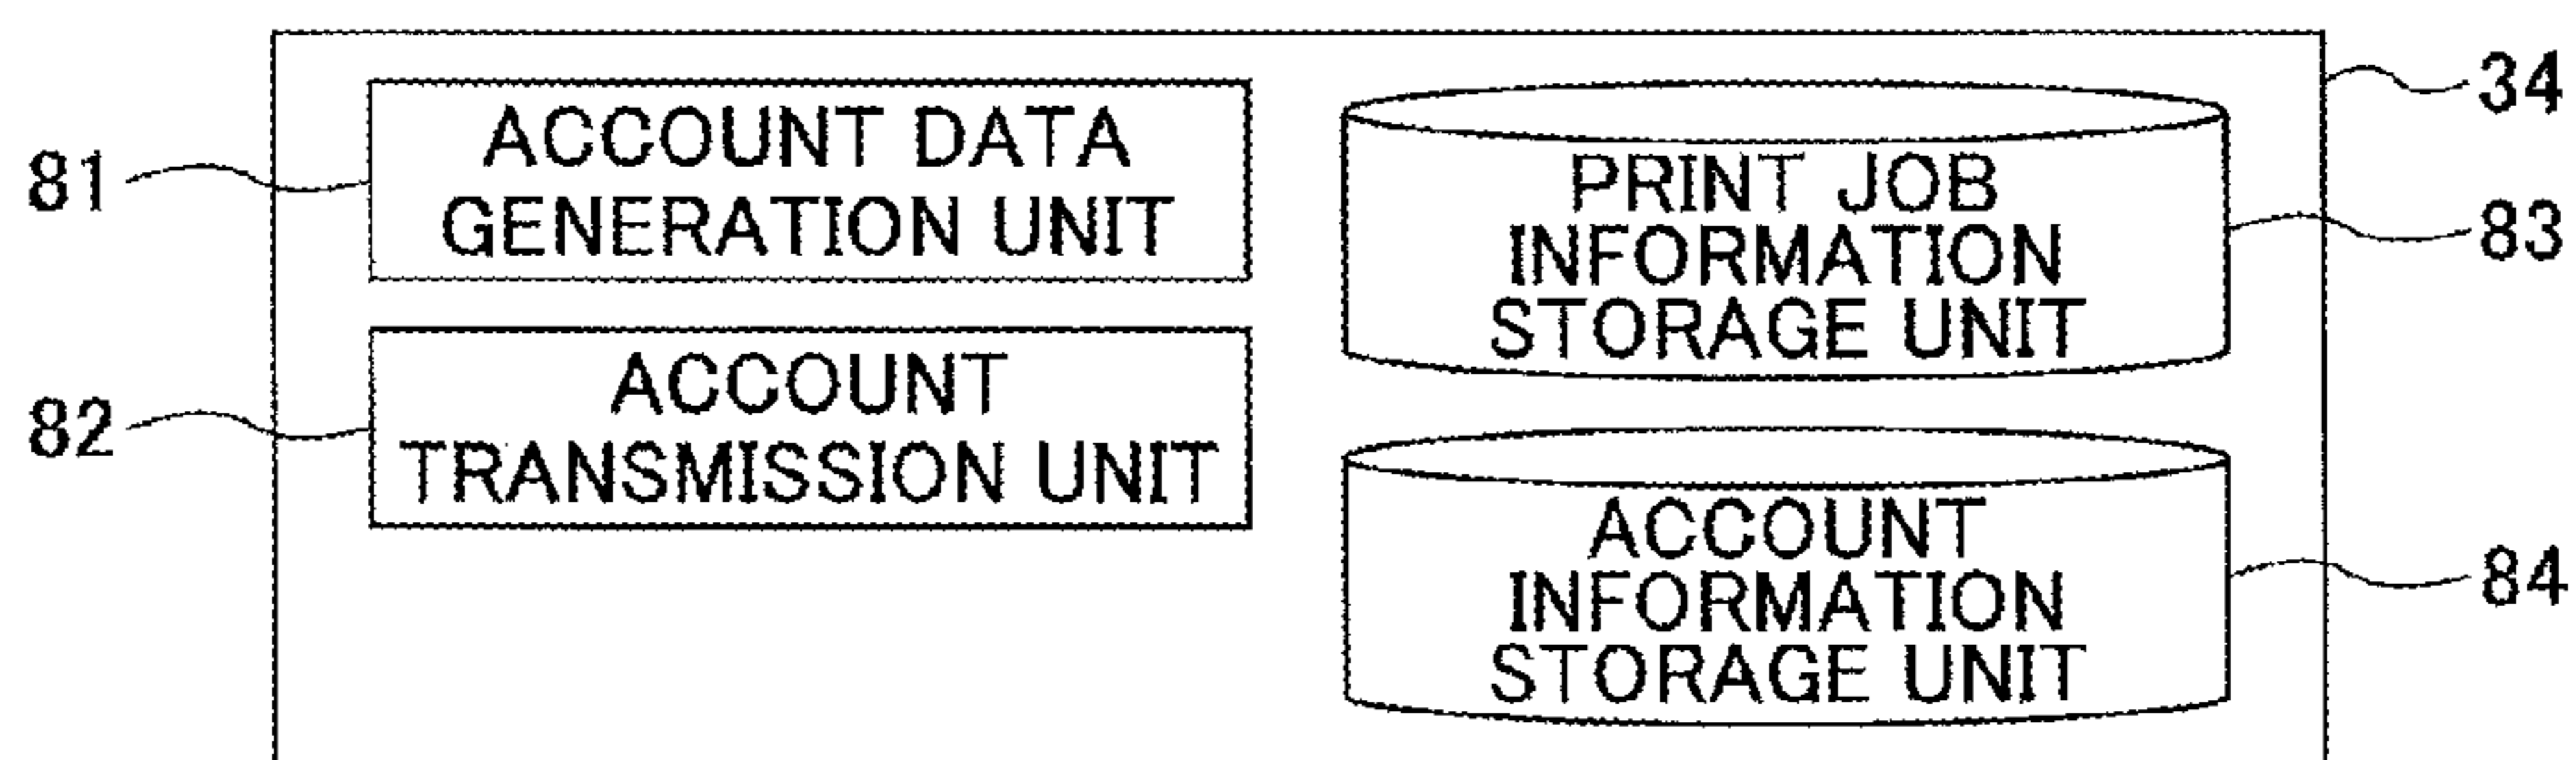 81
ACCOUNT DATA
GENERATION UNIT
82
ACCOUNT
TRANSMISSION UNIT
PRINT JOB
INFORMATION
STORAGE UNIT
ACCOUNT
INFORMATION
STORAGE UNIT
34
83
84